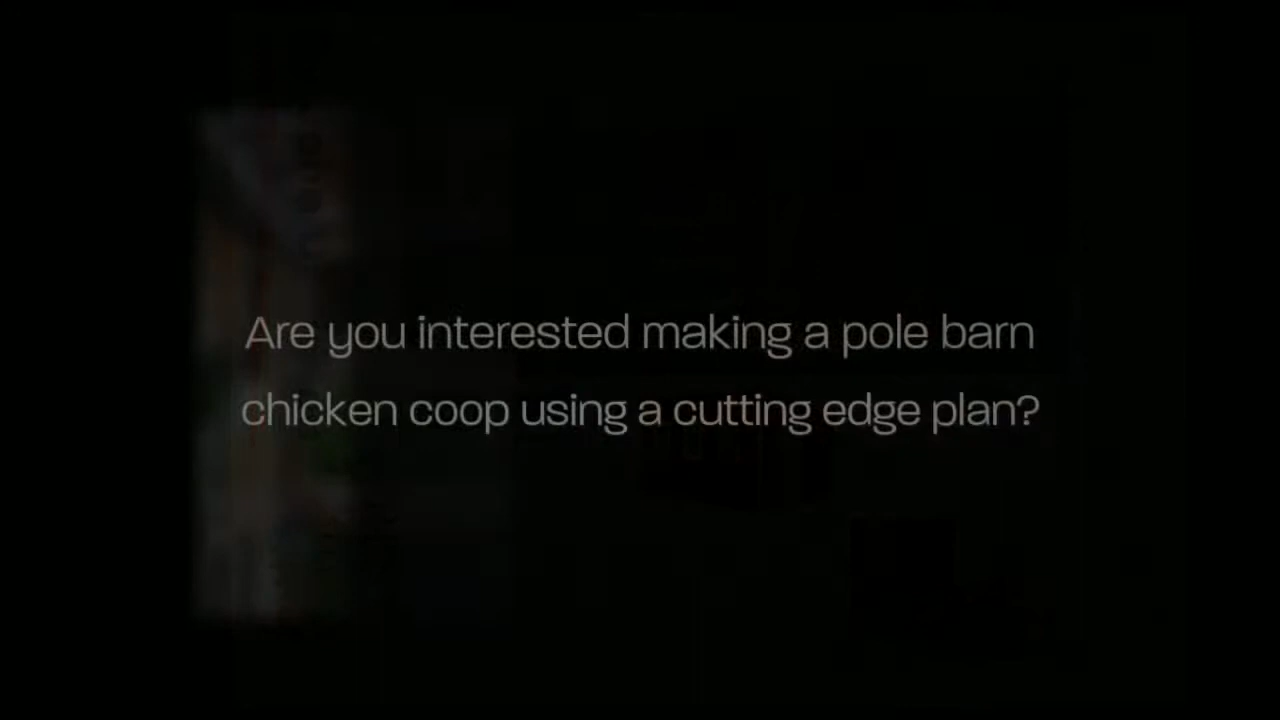 Are you interested making a pole barn
chicken coop using a cutting edge plan?